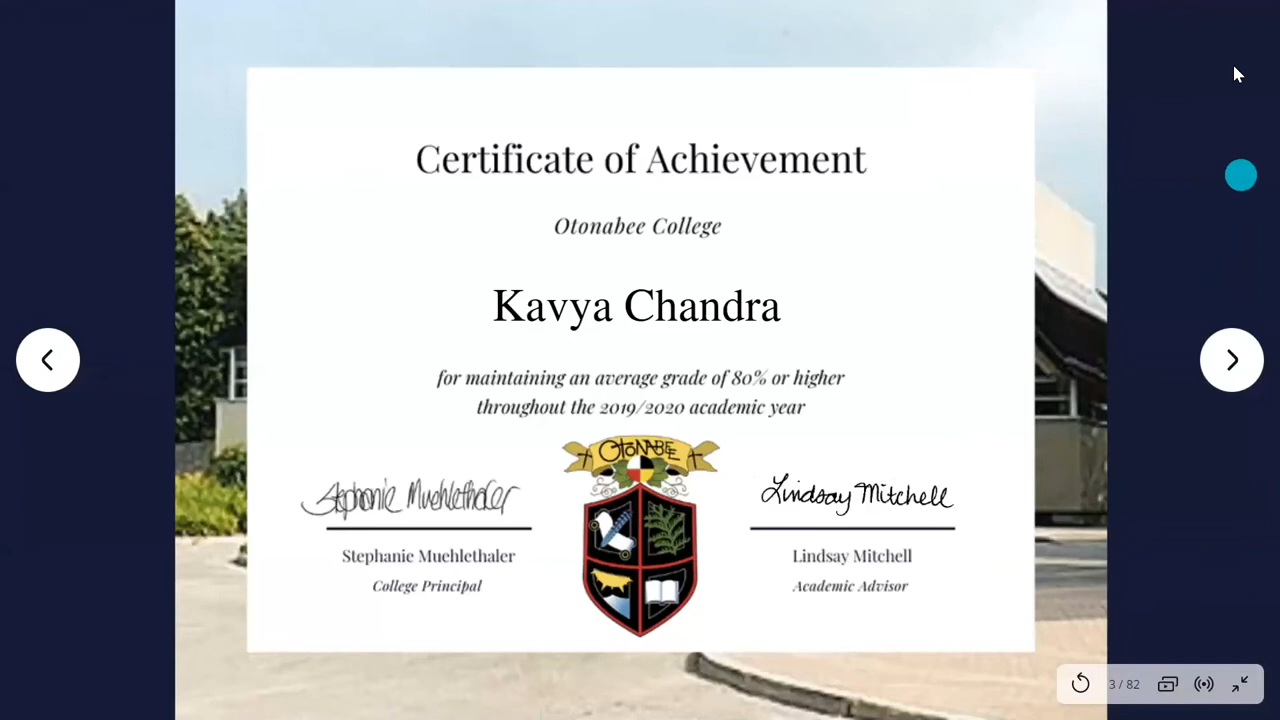 Certificate of Achievement
Otonabee College
Kavya Chandra
for maintaining an average grade of 80% or higher
throughout the 2019/2020 academic year
OTONABEE
Stephanie Muehlethaler
Lindsay Mitchell
Stephanie Muehlethaler
Lindsay Mitchell
College Principal
Academic Advisor
3 / 82